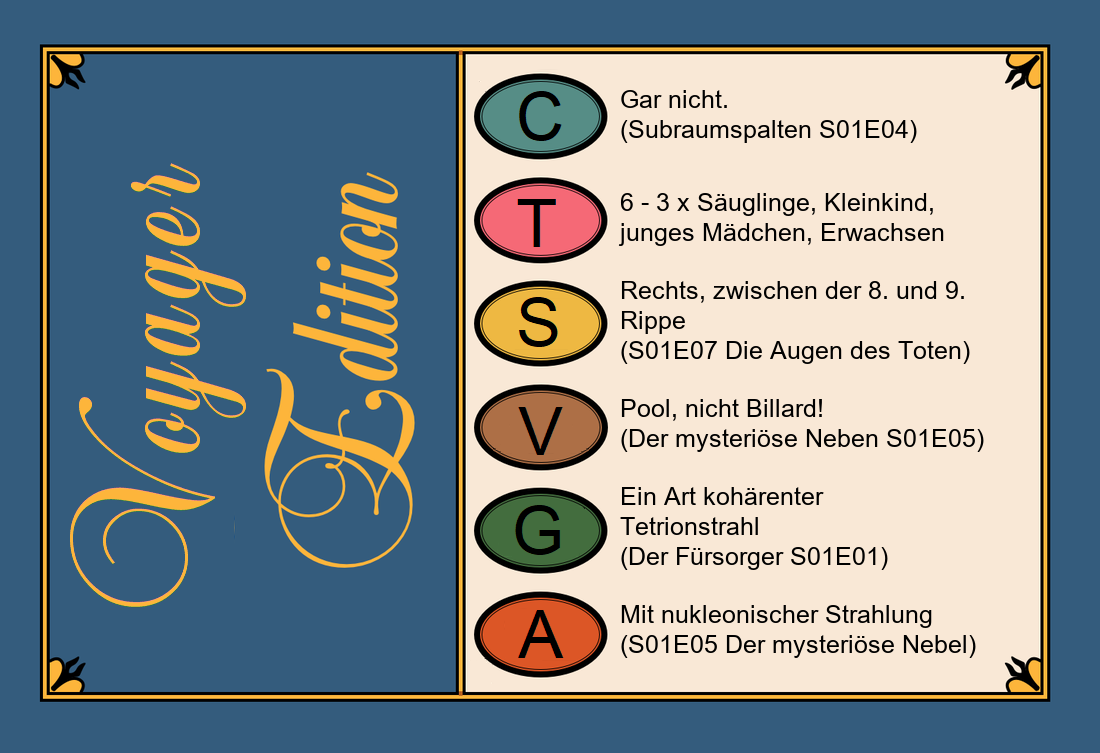 Voyager
Edition
C
Gar nicht.
(Subraumspalten S01E04)
T
6 - 3 x Säuglinge, Kleinkind,
junges Mädchen, Erwachsen
S
Rechts, zwischen der 8. und 9.
Rippe
(S01E07 Die Augen des Toten)
V
Pool, nicht Billard!
(Der mysteriöse Neben S01E05)
G
Ein Art kohärenter
Tetrionstrahl
(Der Fürsorger S01E01)
A
Mit nukleonischer Strahlung
(S01E05 Der mysteriöse Nebel)